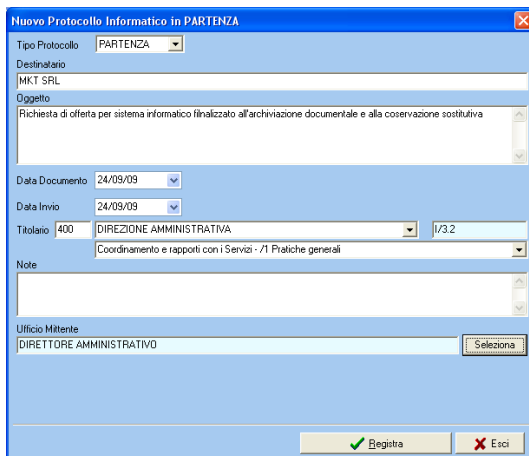 Nuovo Protocollo Informatico in PARTENZA
Tipo Protocollo PARTENZA
Destinatario
MKT SRL
Oggetto
Richiesta di offerta per sistema informatico filnalizzato all'archiviazione documentale e alla coservazione sostitutiva
Data Documento 24/09/09
Data Invio 24/09/09
Titolario 400 DIREZIONE AMMINISTRATIVA I/3.2
Coordinamento e rapporti con i Servizi - /1 Pratiche generali
Note
Ufficio Mittente
DIRETTORE AMMINISTRATIVO Seleziona
Registra Esci